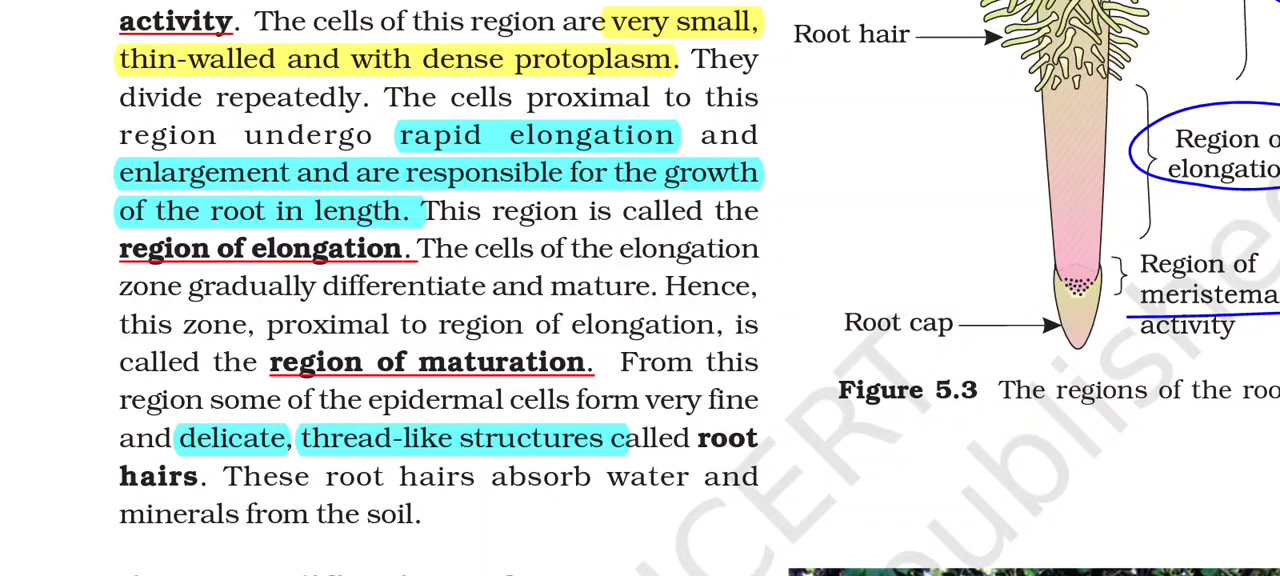 activity. The cells of this region are very small,
thin-walled and with dense protoplasm. They
divide repeatedly. The cells proximal to this
region undergo rapid elongation and
enlargement and are responsible for the growth
of the root in length. This region is called the
region of elongation. The cells of the elongation
zone gradually differentiate and mature. Hence,
this zone, proximal to region of elongation, is
called the region of maturation. From this
region some of the epidermal cells form very fine
and delicate, thread-like structures called root
hairs. These root hairs absorb water and
minerals from the soil.
Root hair
Region o
elongatio
Region of
meristema
activity
Root cap
Figure 5.3 The regions of the roo